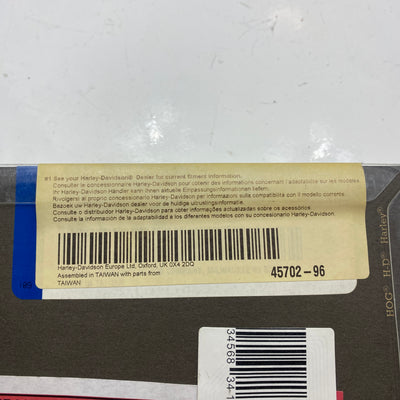 #1 See your Harley-Davidson® Dealer for current fitment information.
Consulter le concessionnaire Harley-Davidson pour obtenir des informations concernant l'adaptabilité sur les modèles
Ihr Harley-Davidson Händler kann Ihnen aktuelle Einpassungsinformationen liefern.
Rivolgersi al proprio concessionario Harley-Davidson per informazioni sulla compatibilità con il modello corrente.
Bezoek uw Harley-Davidson dealer voor de huidige uitrustingsinformatie.
Consulte o distribuidor Harley-Davidson para obter informações actualizadas sobre os acessórios
Consulte la información de la adaptabilidad a los diferentes modelos con su concesionario Harley-Davidson
Harley-Davidson Europe Ltd, Oxford, UK 0X4 2DQ
Assembled in TAIWAN with parts from
TAIWAN
45702-96
HOG® H-D® Harley®
34568